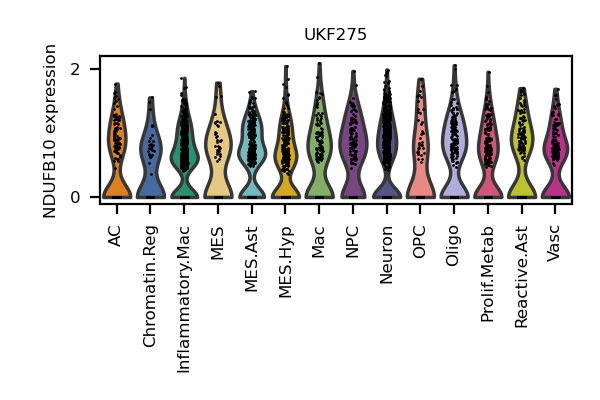 UKF275
NDUFB10 expression
2
0
AC
Chromatin.Reg
Inflammatory.Mac
MES
MES.Ast
MES.Hyp
Mac
NPC
Neuron
OPC
Oligo
Prolif.Metab
Reactive.Ast
Vasc